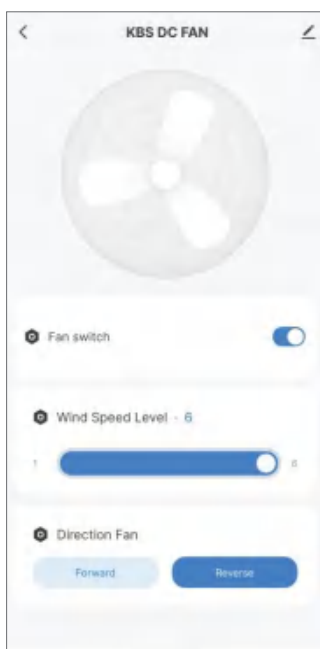 KBS DC FAN
Fan switch
Wind Speed Level - 6
1 6
Direction Fan
Forward Reverse